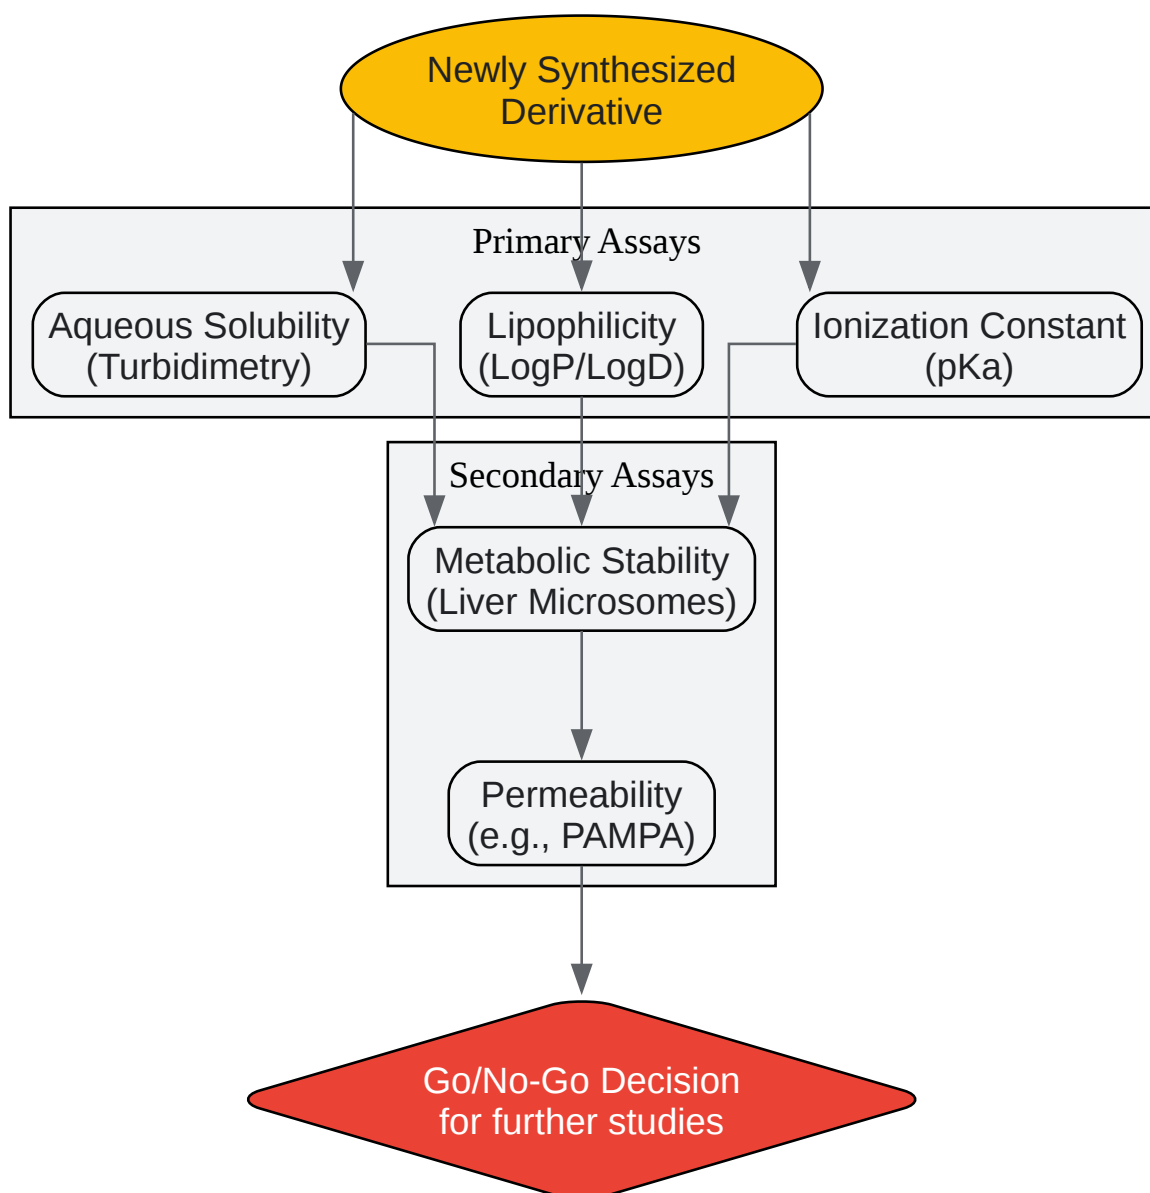 Newly Synthesized
Derivative
Primary Assays
Aqueous Solubility
(Turbidimetry)
Lipophilicity
(LogP/LogD)
Ionization Constant
(pKa)
Secondary Assays
Metabolic Stability
(Liver Microsomes)
Permeability
(e.g., PAMPA)
Go/No-Go Decision
for further studies